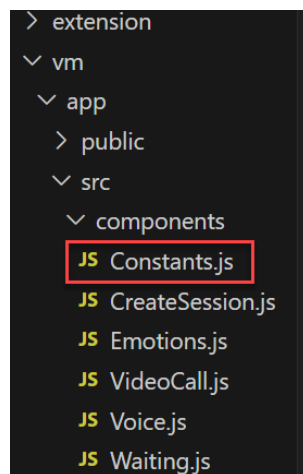 extension
vm
app
public
src
components
JS Constants.js
JS CreateSession.js
JS Emotions.js
JS VideoCall.js
JS Voice.js
JS Waiting.js